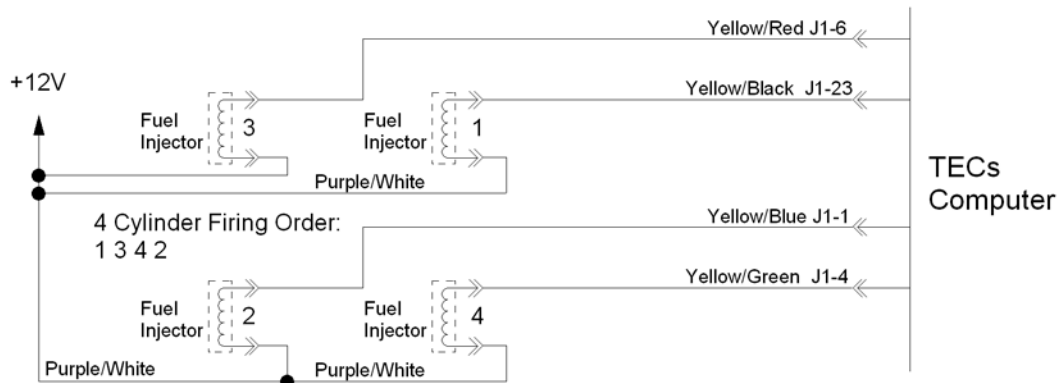 Yellow/Red J1-6
+12V
Yellow/Black J1-23
Fuel
Injector
3
Fuel
Injector
1
Purple/White
TECs
Computer
4 Cylinder Firing Order:
1 3 4 2
Yellow/Blue J1-1
Yellow/Green J1-4
Fuel
Injector
2
Fuel
Injector
4
Purple/White
Purple/White